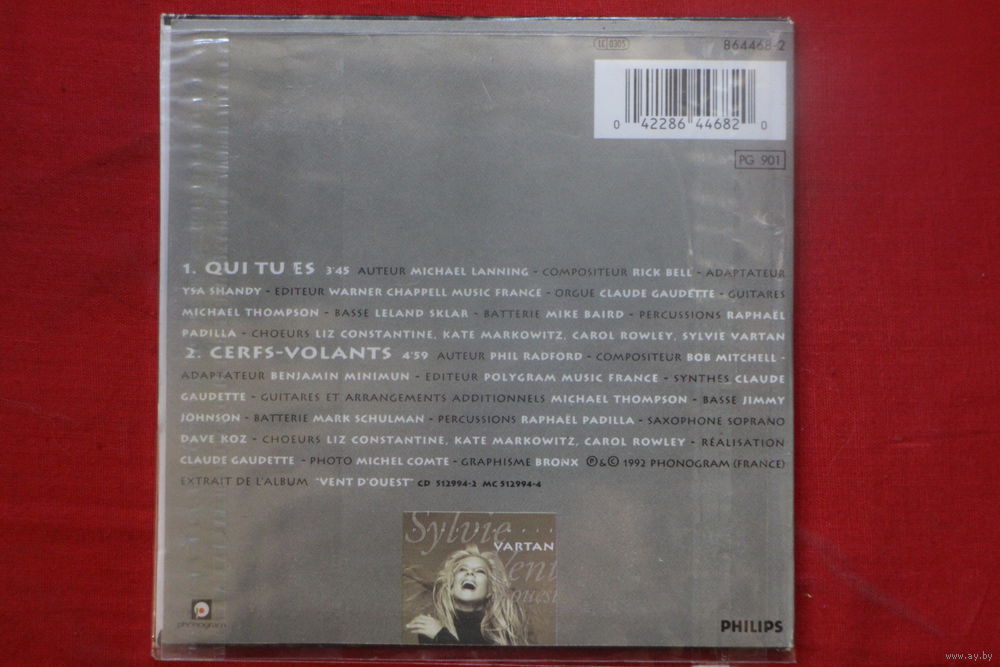 LC 0305
864468-2
0 42286 44682 0
PG 901
1. QUI TU ES 3'45 AUTEUR MICHAEL LANNING - COMPOSITEUR RICK BELL - ADAPTATEUR
YSA SHANDY - EDITEUR WARNER CHAPPELL MUSIC FRANCE - ORGUE CLAUDE GAUDETTE - GUITARES
MICHAEL THOMPSON - BASSE LELAND SKLAR - BATTERIE MIKE BAIRD - PERCUSSIONS RAPHAËL
PADILLA - CHOEURS LIZ CONSTANTINE, KATE MARKOWITZ, CAROL ROWLEY, SYLVIE VARTAN
2. CERFS-VOLANTS 4'59 AUTEUR PHIL RADFORD - COMPOSITEUR BOB MITCHELL -
ADAPTATEUR BENJAMIN MINIMUN - EDITEUR POLYGRAM MUSIC FRANCE - SYNTHES CLAUDE
GAUDETTE - GUITARES ET ARRANGEMENTS ADDITIONNELS MICHAEL THOMPSON - BASSE JIMMY
JOHNSON - BATTERIE MARK SCHULMAN - PERCUSSIONS RAPHAËL PADILLA - SAXOPHONE SOPRANO
DAVE KOZ - CHOEURS LIZ CONSTANTINE, KATE MARKOWITZ, CAROL ROWLEY - RÉALISATION
CLAUDE GAUDETTE - PHOTO MICHEL COMTE - GRAPHISME BRONX ℗&© 1992 PHONOGRAM (FRANCE)
EXTRAIT DE L'ALBUM "VENT D'OUEST" CD 512994-2 MC 512994-4
Sylvie
VARTAN
Vent
d'ouest
phonogram
PHILIPS
www.ay.by